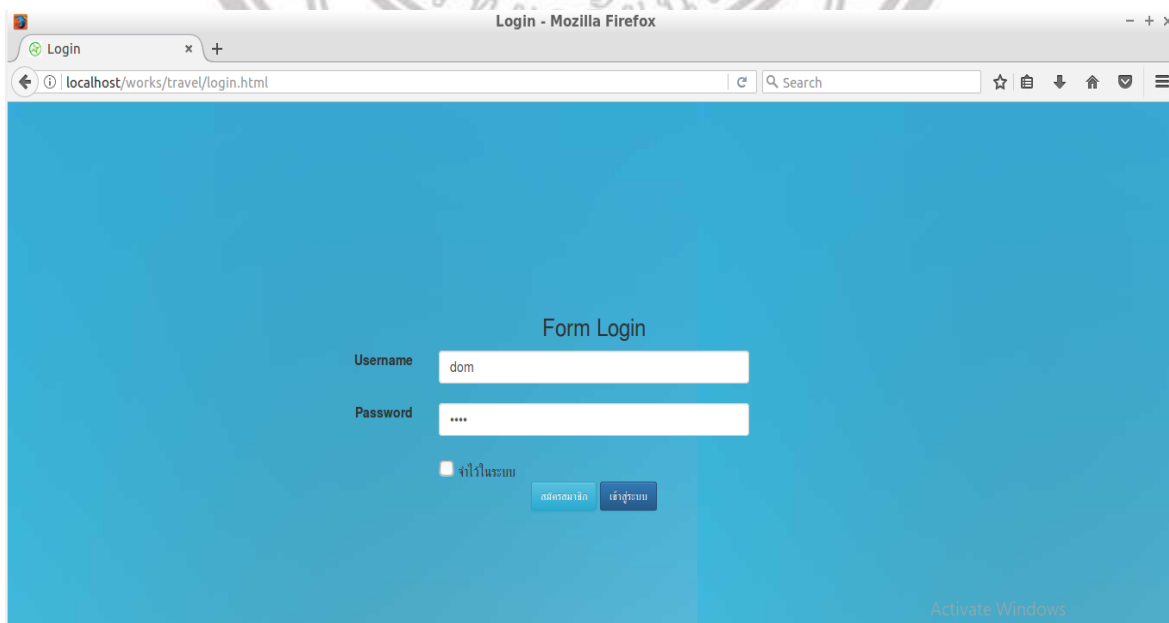 Login - Mozilla Firefox
Login
localhost/works/travel/login.html
Search
Form Login
Username
dom
Password
••••
จำไว้ในระบบ
สมัครสมาชิก เข้าสู่ระบบ
Activate Windows